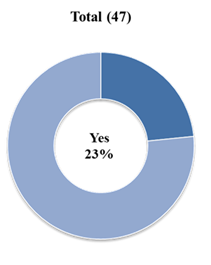 Total (47)
Yes
23%